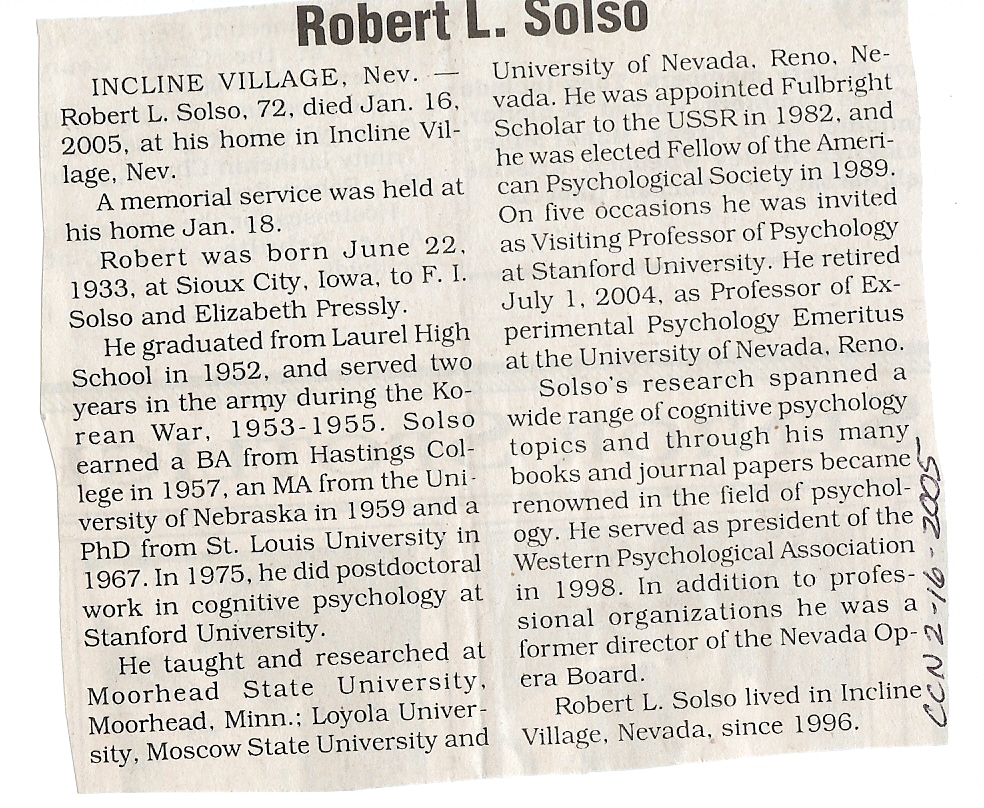 Robert L. Solso
INCLINE VILLAGE, Nev. —
Robert L. Solso, 72, died Jan. 16,
2005, at his home in Incline Vil-
lage, Nev.
A memorial service was held at
his home Jan. 18.
Robert was born June 22,
1933, at Sioux City, Iowa, to F. I.
Solso and Elizabeth Pressly.
He graduated from Laurel High
School in 1952, and served two
years in the army during the Ko-
rean War, 1953-1955. Solso
earned a BA from Hastings Col-
lege in 1957, an MA from the Uni-
versity of Nebraska in 1959 and a
PhD from St. Louis University in
1967. In 1975, he did postdoctoral
work in cognitive psychology at
Stanford University.
He taught and researched at
Moorhead State University,
Moorhead, Minn.; Loyola Univer-
sity, Moscow State University and
University of Nevada, Reno, Ne-
vada. He was appointed Fulbright
Scholar to the USSR in 1982, and
he was elected Fellow of the Ameri-
can Psychological Society in 1989.
On five occasions he was invited
as Visiting Professor of Psychology
at Stanford University. He retired
July 1, 2004, as Professor of Ex-
perimental Psychology Emeritus
at the University of Nevada, Reno.
Solso's research spanned a
wide range of cognitive psychology
topics and through his many
books and journal papers became
renowned in the field of psychol-
ogy. He served as president of the
Western Psychological Association
in 1998. In addition to profes-
sional organizations he was a
former director of the Nevada Op-
era Board.
Robert L. Solso lived in Incline
Village, Nevada, since 1996.
CCN 2-16-2005